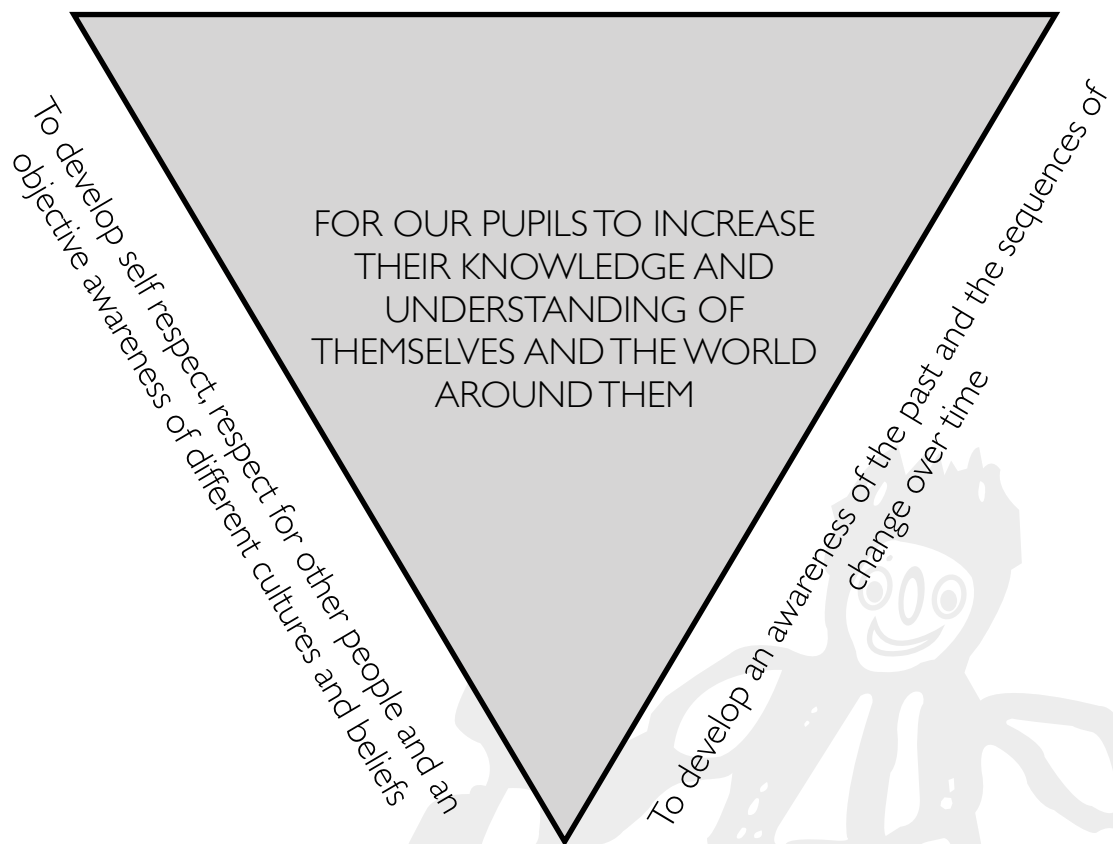 FOR OUR PUPILS TO INCREASE
THEIR KNOWLEDGE AND
UNDERSTANDING OF
THEMSELVES AND THE WORLD
AROUND THEM
To develop self respect, respect for other people and an
objective awareness of different cultures and beliefs
To develop an awareness of the past and the sequences of
change over time